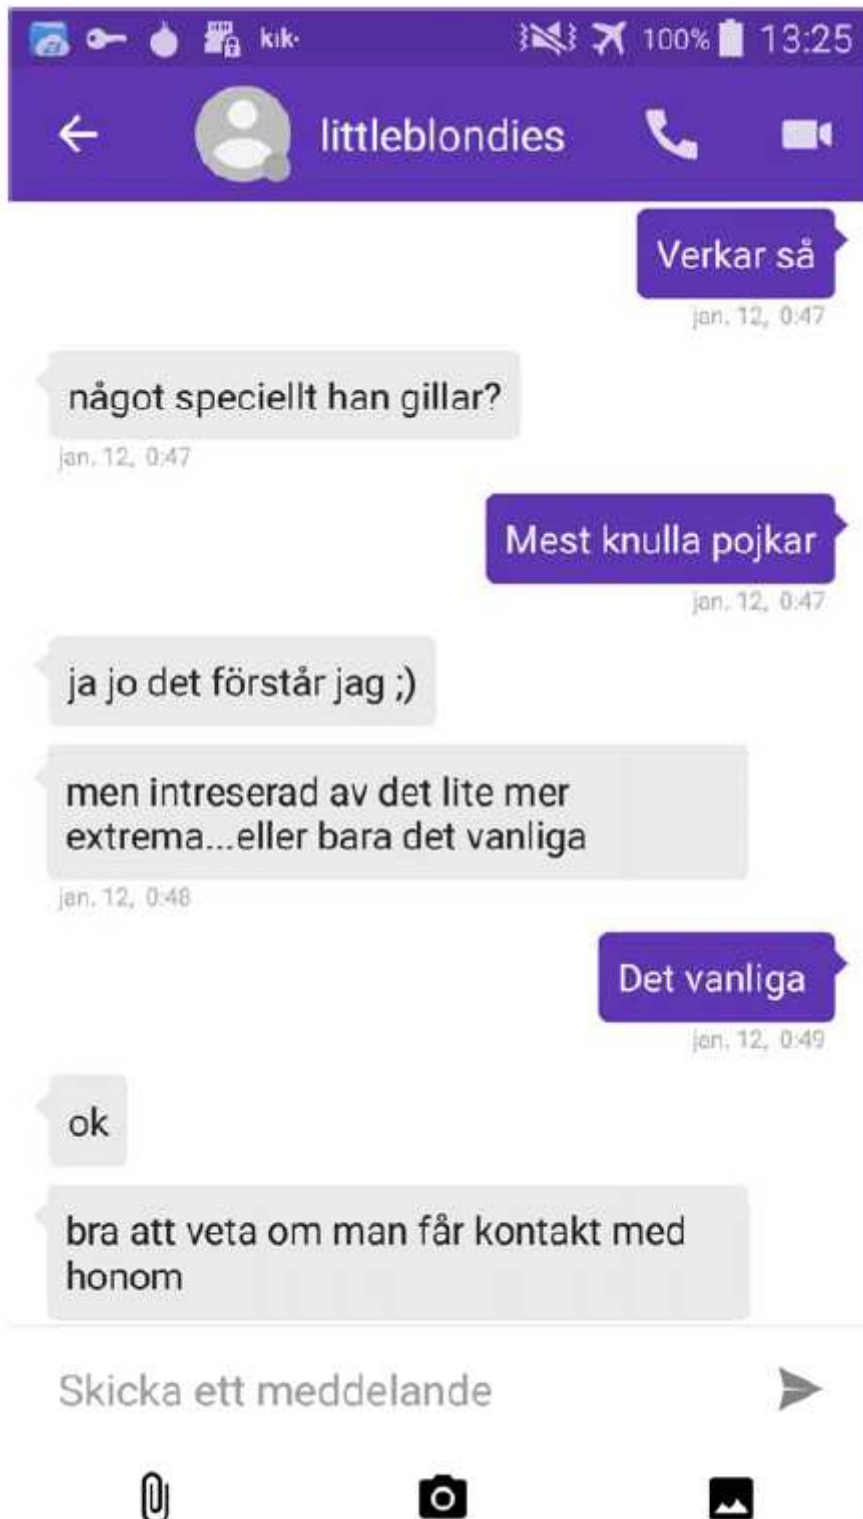 kik·
100%
13:25
littleblondies
Verkar så
jan. 12, 0:47
något speciellt han gillar?
jan. 12, 0:47
Mest knulla pojkar
jan. 12, 0:47
ja jo det förstår jag ;)
men intreserad av det lite mer
extrema...eller bara det vanliga
jan. 12, 0:48
Det vanliga
jan. 12, 0:49
ok
bra att veta om man får kontakt med
honom
Skicka ett meddelande